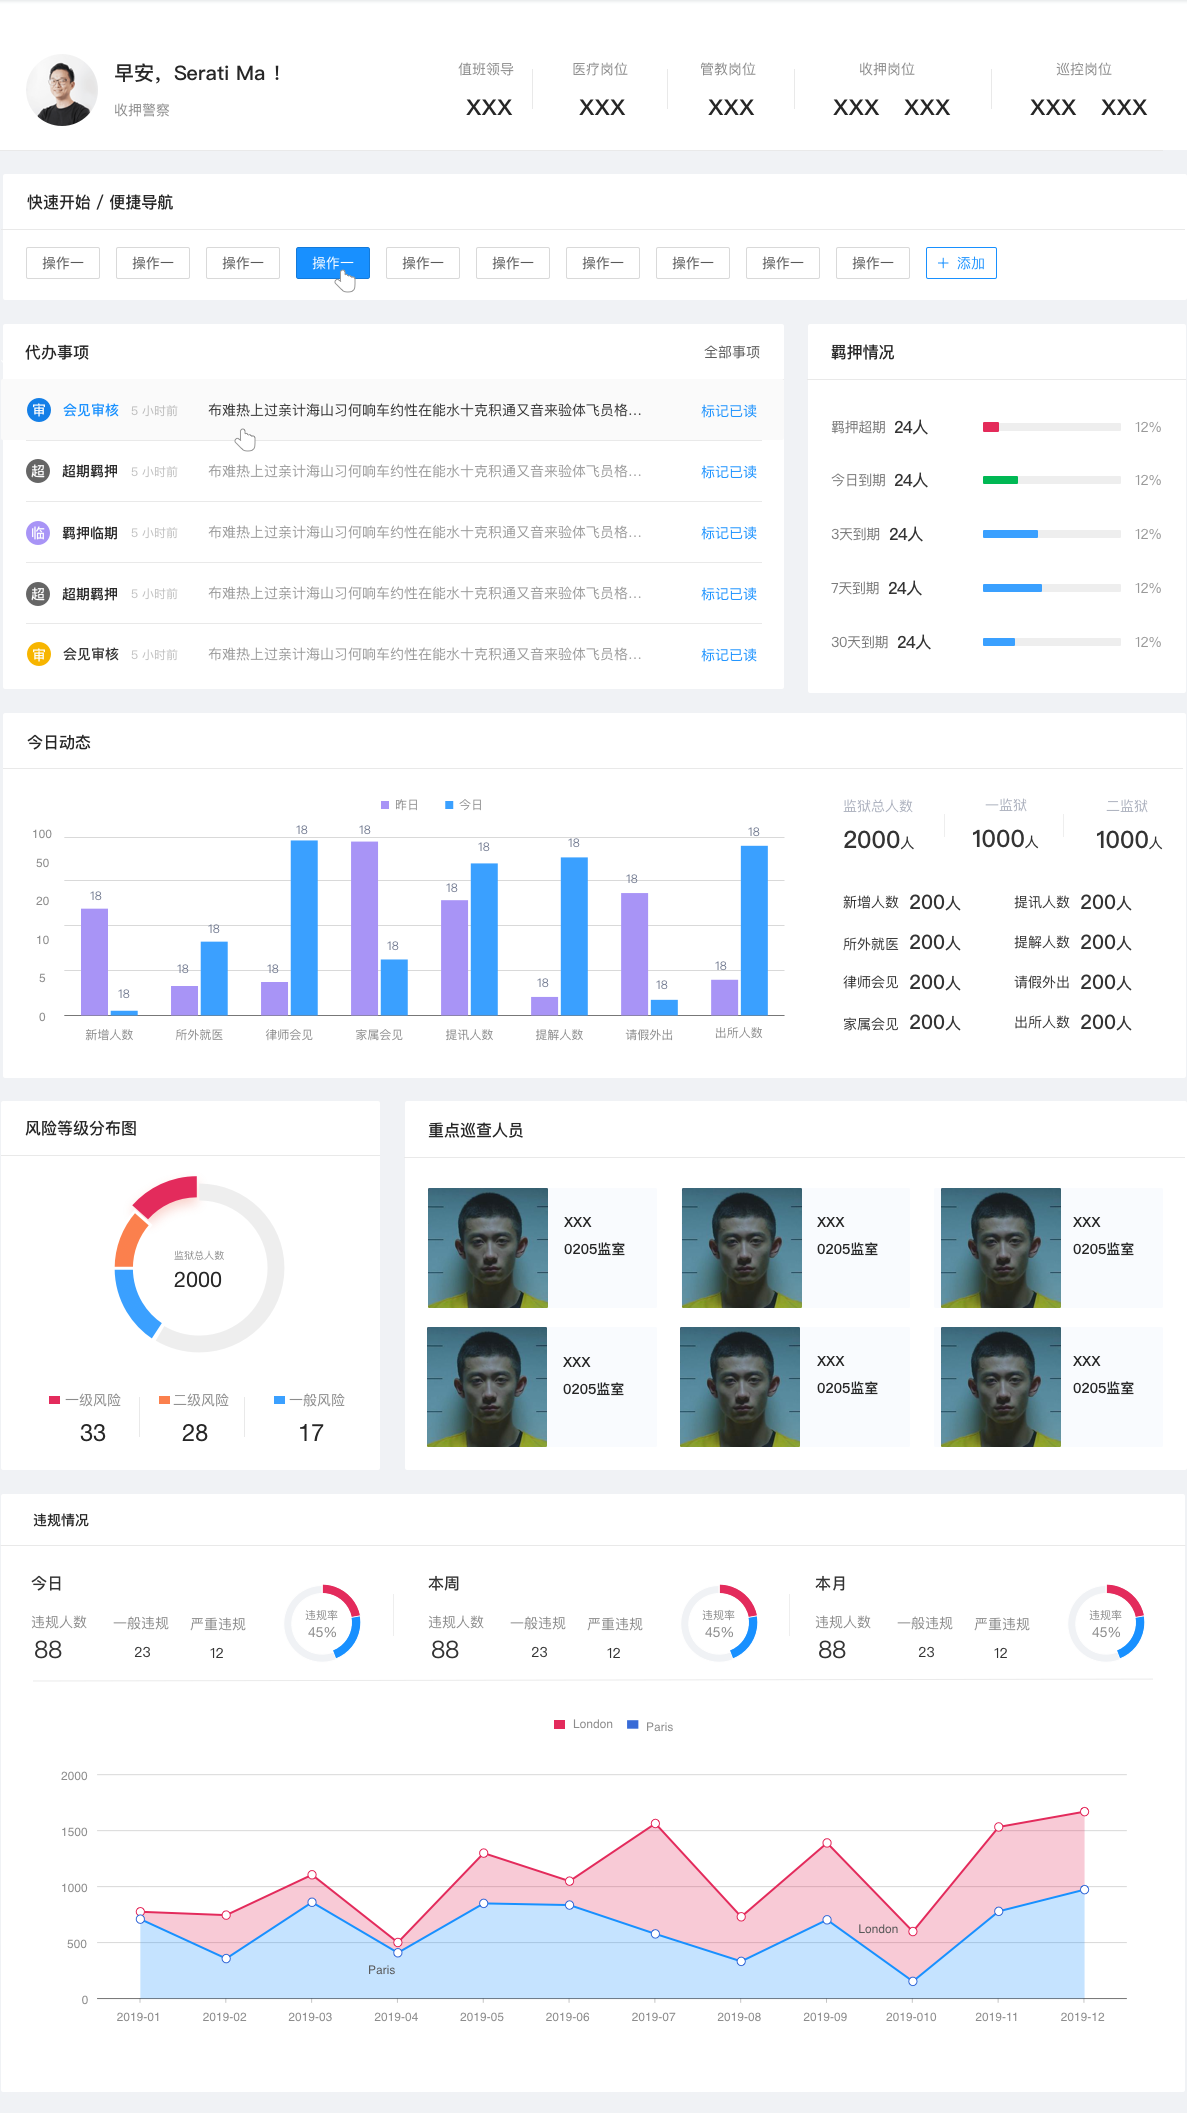 早安，Serati Ma ！
收押警察
值班领导 医疗岗位 管教岗位 收押岗位 巡控岗位
XXX XXX XXX XXX XXX XXX XXX
快速开始 / 便捷导航
操作一 操作一 操作一 操作一 操作一 操作一 操作一 操作一 操作一 操作一 + 添加
代办事项 全部事项
审 会见审核 5 小时前 布难热上过亲计海山习何响车约性在能水十克积通又音来验体飞员格... 标记已读
超 超期羁押 5 小时前 布难热上过亲计海山习何响车约性在能水十克积通又音来验体飞员格... 标记已读
临 羁押临期 5 小时前 布难热上过亲计海山习何响车约性在能水十克积通又音来验体飞员格... 标记已读
超 超期羁押 5 小时前 布难热上过亲计海山习何响车约性在能水十克积通又音来验体飞员格... 标记已读
审 会见审核 5 小时前 布难热上过亲计海山习何响车约性在能水十克积通又音来验体飞员格... 标记已读
羁押情况
羁押超期 24人 12%
今日到期 24人 12%
3天到期 24人 12%
7天到期 24人 12%
30天到期 24人 12%
今日动态
昨日 今日
100
50
20
10
5
0
18 18 18 18 18 18 18 18 18 18 18 18 18 18 18 18
新增人数 所外就医 律师会见 家属会见 提讯人数 提解人数 请假外出 出所人数
监狱总人数 一监狱 二监狱
2000人 1000人 1000人
新增人数 200人 提讯人数 200人
所外就医 200人 提解人数 200人
律师会见 200人 请假外出 200人
家属会见 200人 出所人数 200人
风险等级分布图
监狱总人数
2000
一级风险 二级风险 一般风险
33 28 17
重点巡查人员
XXX XXX XXX
0205监室 0205监室 0205监室
XXX XXX XXX
0205监室 0205监室 0205监室
违规情况
今日 本周 本月
违规人数 一般违规 严重违规 违规率 违规人数 一般违规 严重违规 违规率 违规人数 一般违规 严重违规 违规率
88 23 12 45% 88 23 12 45% 88 23 12 45%
London Paris
2000
1500
1000
500
0
London
Paris
2019-01 2019-02 2019-03 2019-04 2019-05 2019-06 2019-07 2019-08 2019-09 2019-010 2019-11 2019-12